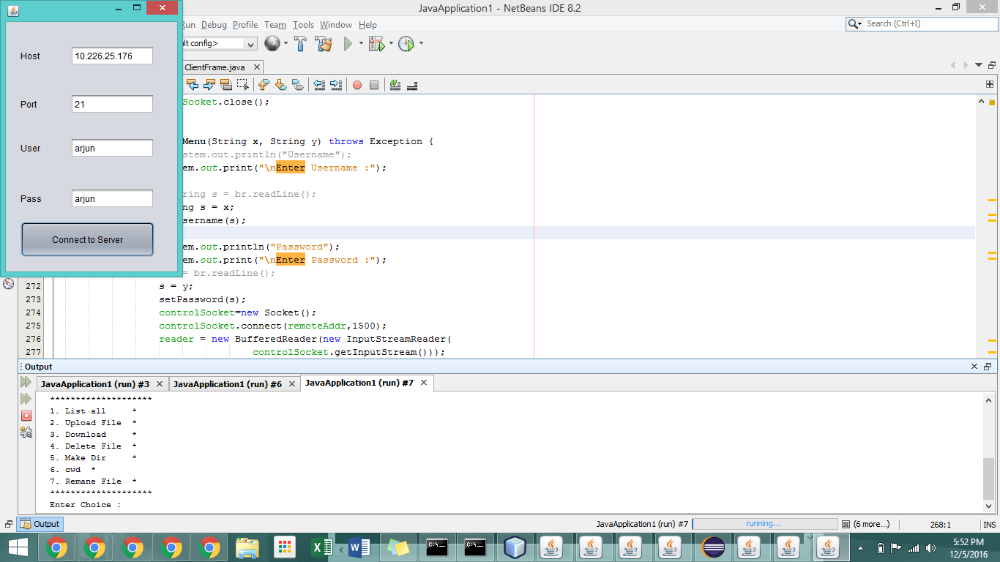 JavaApplication1 - NetBeans IDE 8.2
Run Debug Profile Team Tools Window Help
Search (Ctrl+I)
ult config>
ClientFrame.java
Host 10.226.25.176
Port 21
User arjun
Pass arjun
Connect to Server
Socket.close();
Menu(String x, String y) throws Exception {
stem.out.println("Username");
em.out.print("\nEnter Username :");
ring s = br.readLine();
ng s = x;
sername(s);
em.out.println("Password");
em.out.print("\nEnter Password :");
= br.readLine();
272 s = y;
273 setPassword(s);
274 controlSocket=new Socket();
275 controlSocket.connect(remoteAddr,1500);
276 reader = new BufferedReader(new InputStreamReader(
277 controlSocket.getInputStream()));
Output
JavaApplication1 (run) #3 JavaApplication1 (run) #6 JavaApplication1 (run) #7
********************
1. List all *
2. Upload File *
3. Download *
4. Delete File *
5. Make Dir *
6. cwd *
7. Remane File *
********************
Enter Choice :
Output
JavaApplication1 (run) #7 running... (6 more...) 268:1 INS
5:52 PM
12/5/2016